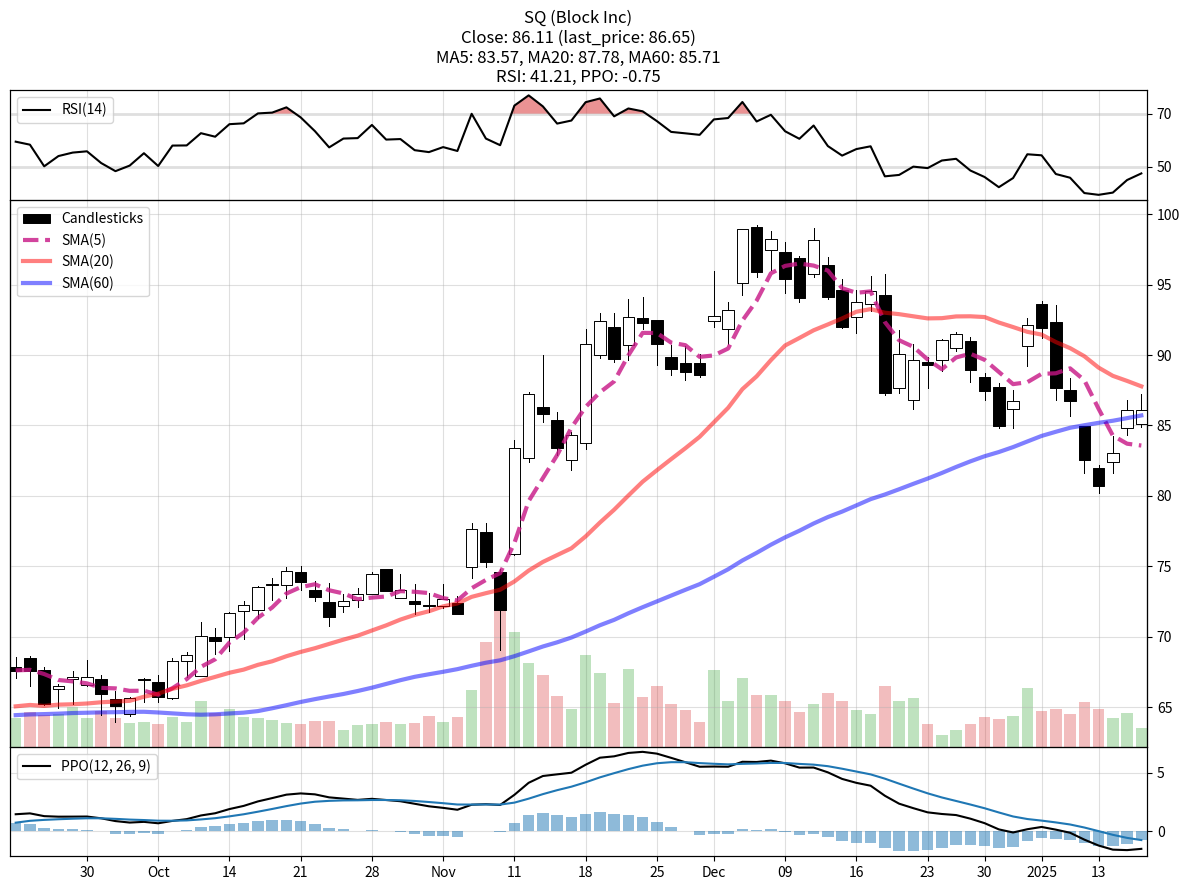 SQ (Block Inc)
Close: 86.11 (last_price: 86.65)
MA5: 83.57, MA20: 87.78, MA60: 85.71
RSI: 41.21, PPO: -0.75
RSI(14)
70
50
Candlesticks
SMA(5)
SMA(20)
SMA(60)
100
95
90
85
80
75
70
65
PPO(12, 26, 9)
5
0
30 Oct 14 21 28 Nov 11 18 25 Dec 09 16 23 30 2025 13